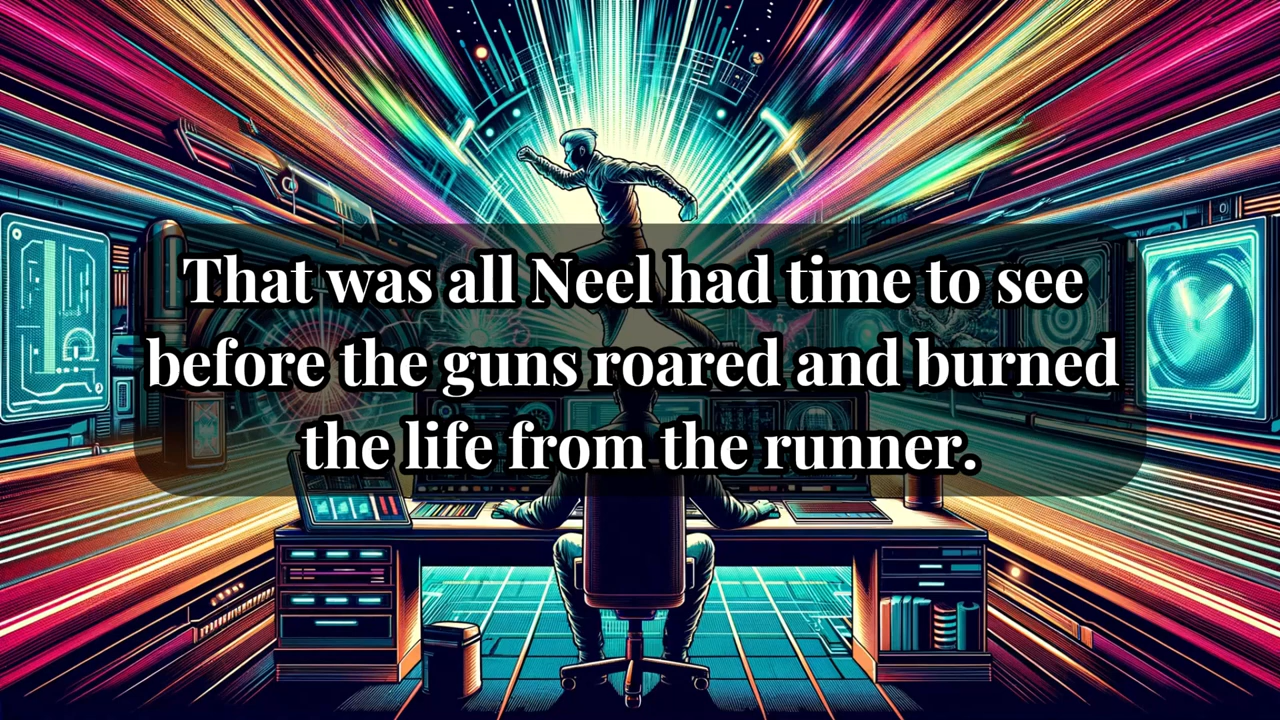 That was all Neel had time to see
before the guns roared and burned
the life from the runner.